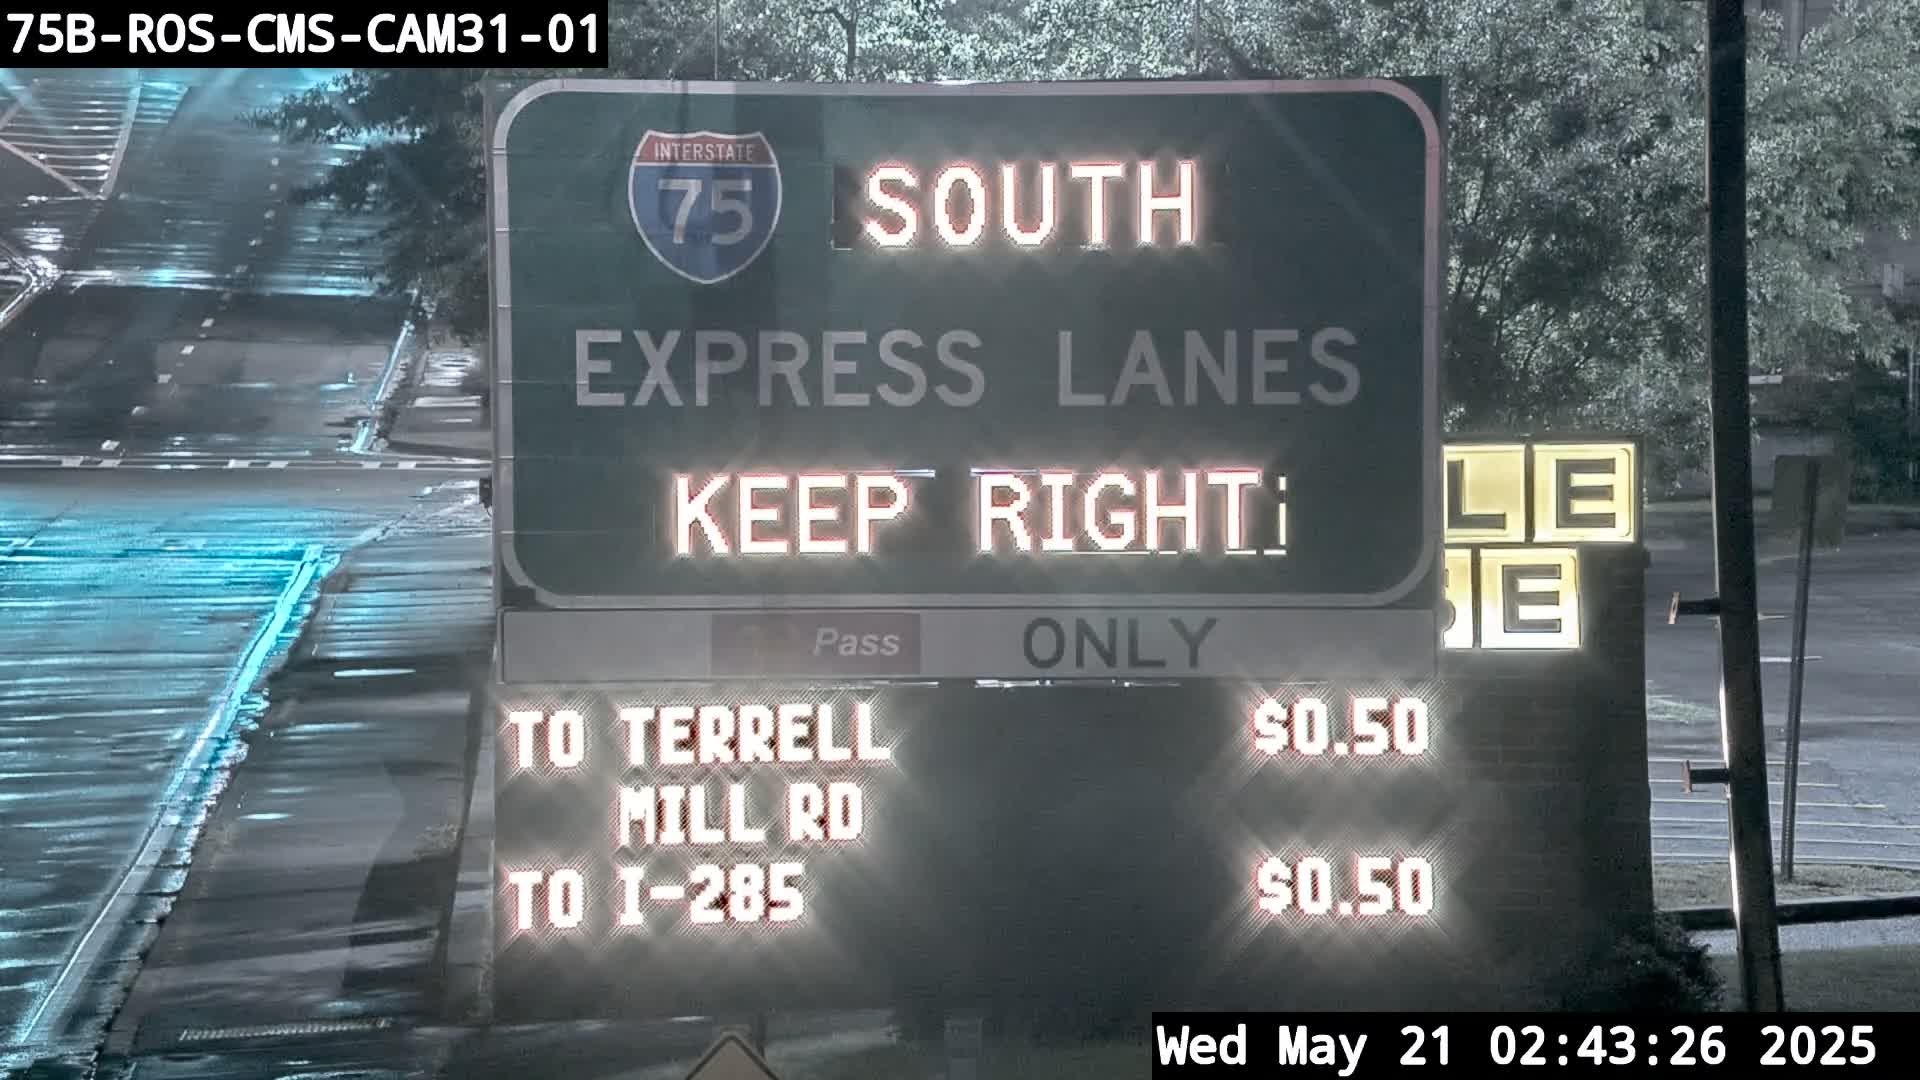 75B-ROS-CMS-CAM31-01
INTERSTATE
75
SOUTH
EXPRESS LANES
KEEP RIGHT
Pass ONLY
TO TERRELL $0.50
MILL RD
TO I-285 $0.50
LE
E
Wed May 21 02:43:26 2025